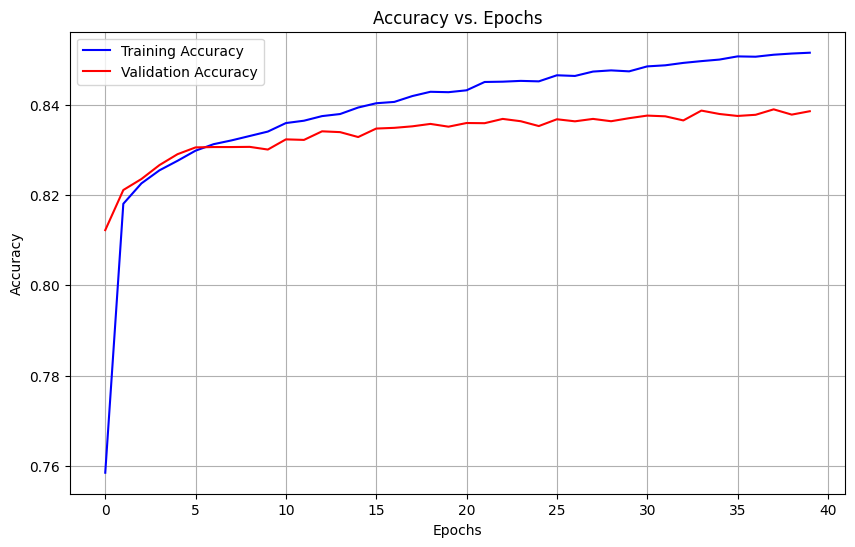 Accuracy vs. Epochs
Training Accuracy
Validation Accuracy
Accuracy
0.84
0.82
0.80
0.78
0.76
0 5 10 15 20 25 30 35 40
Epochs